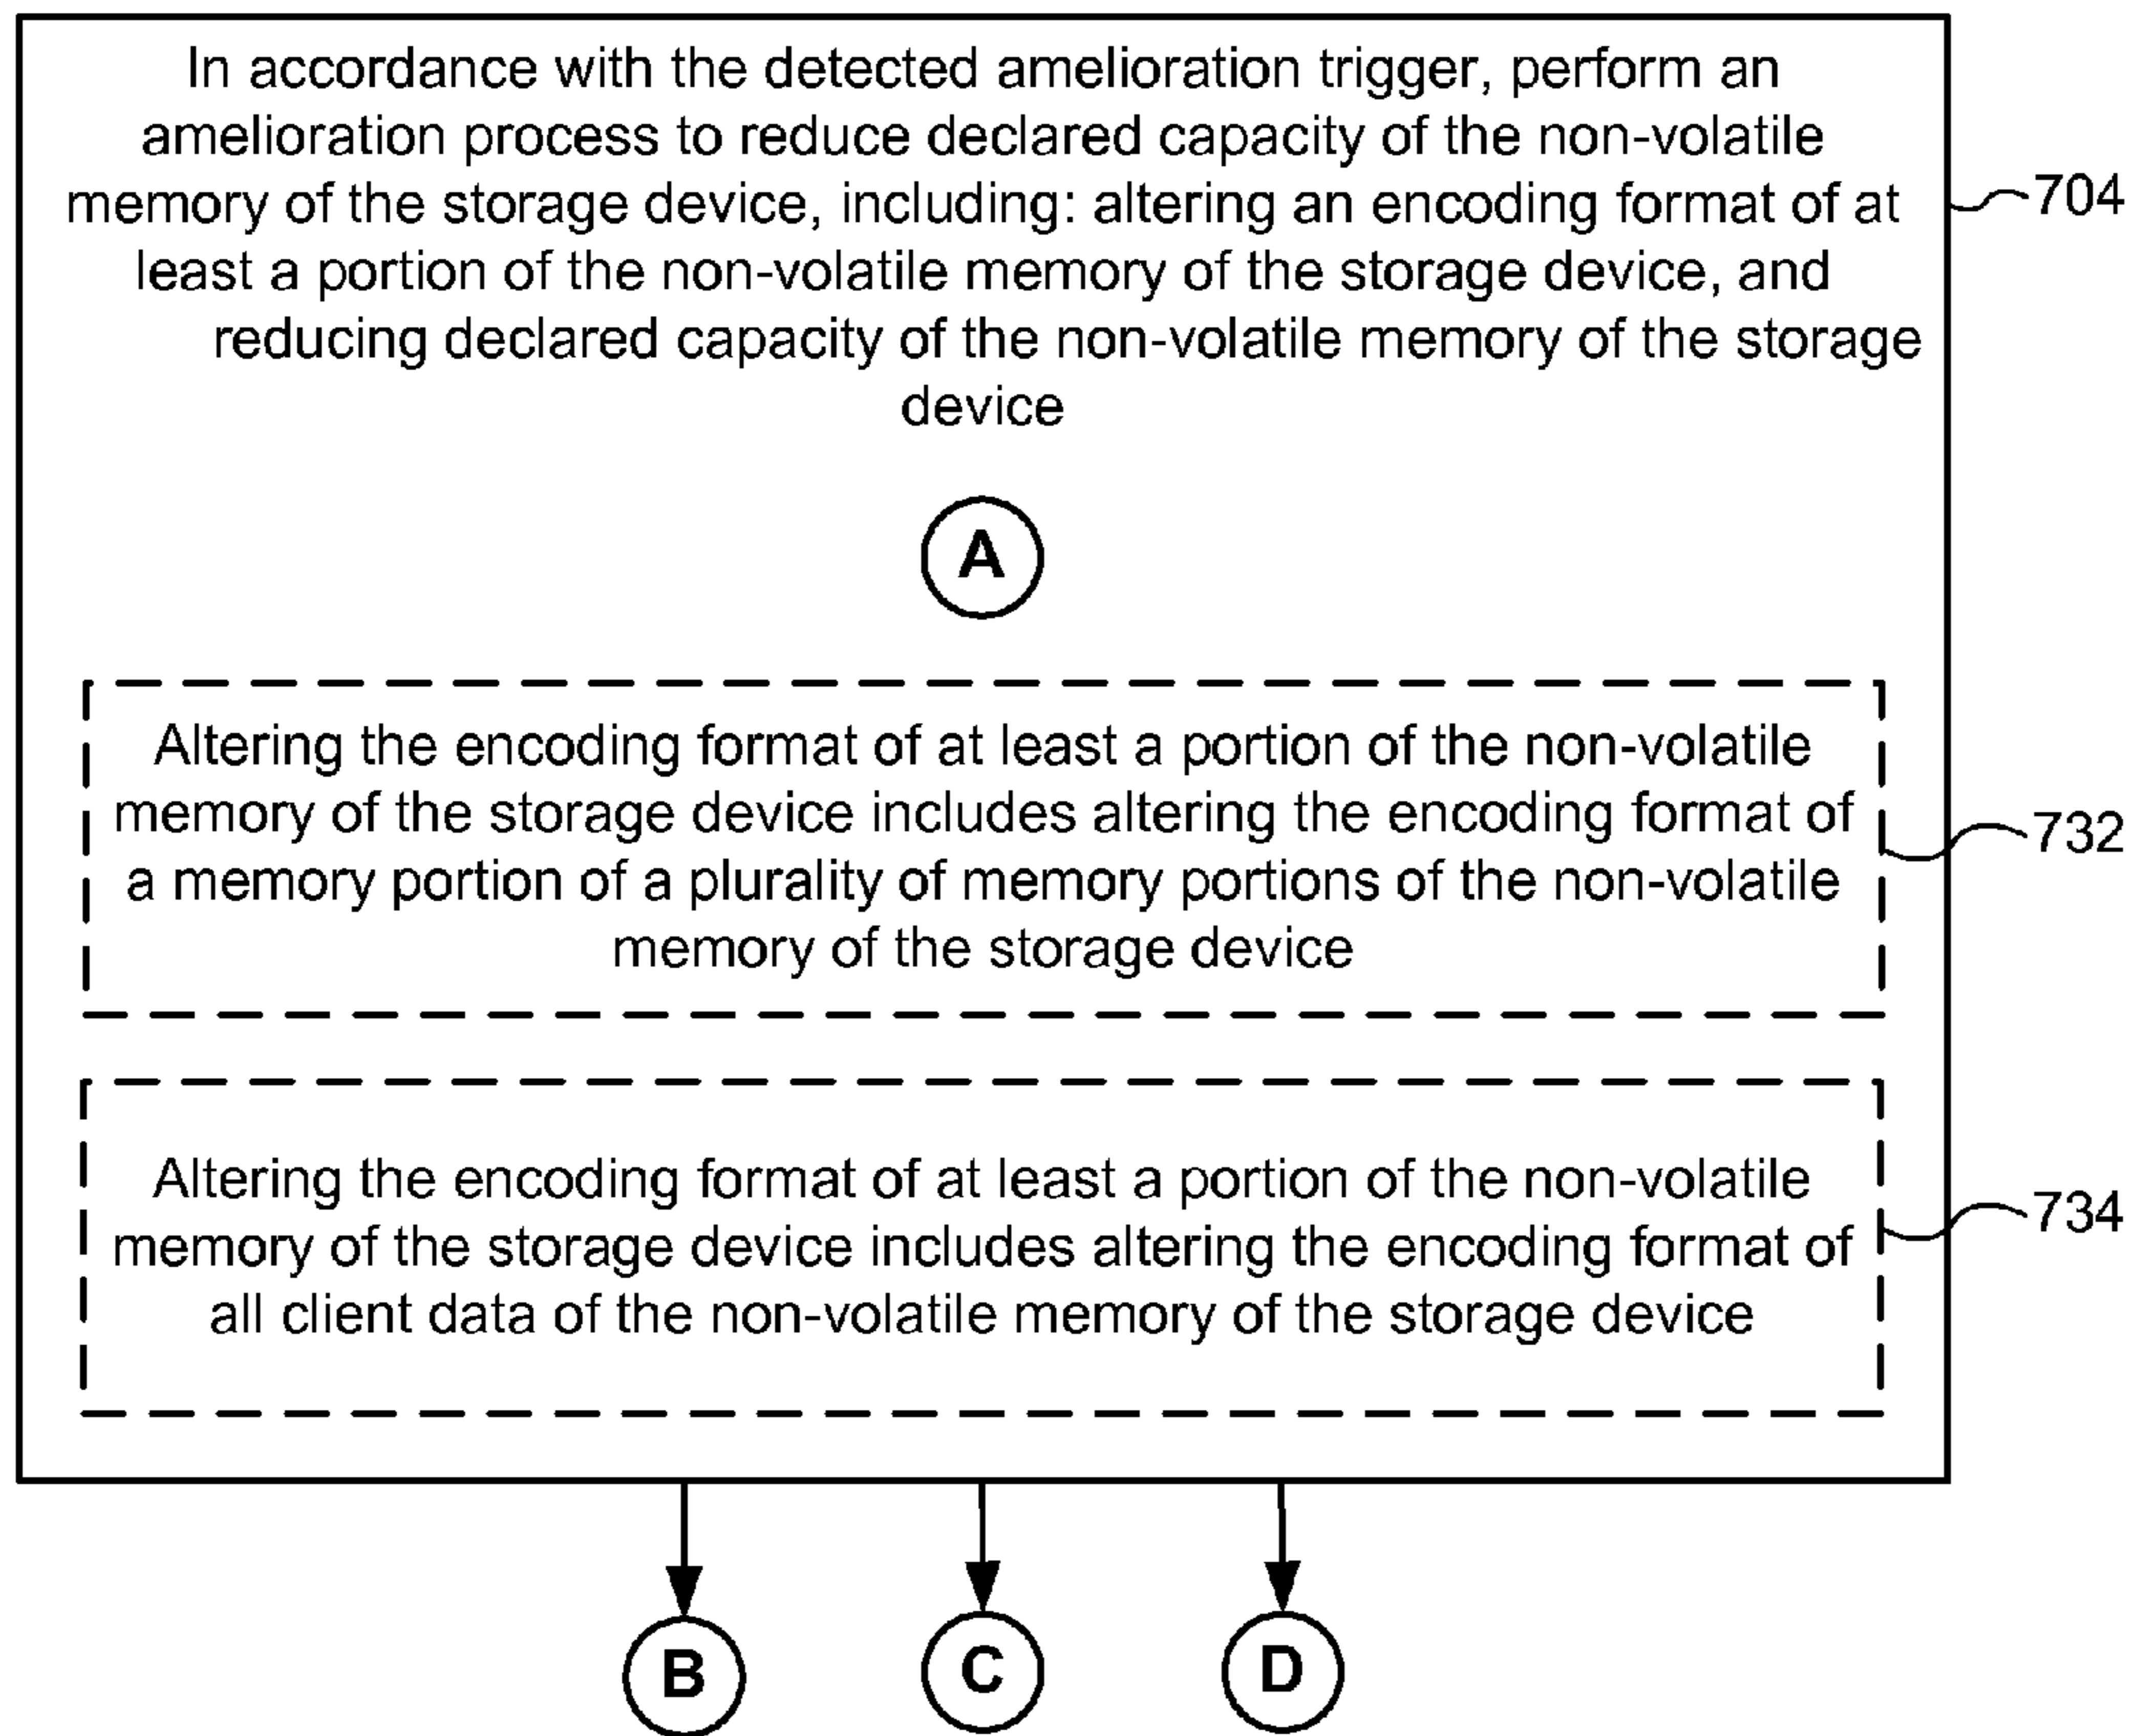 In accordance with the detected amelioration trigger, perform an
amelioration process to reduce declared capacity of the non-volatile
memory of the storage device, including: altering an encoding format of at
least a portion of the non-volatile memory of the storage device, and
reducing declared capacity of the non-volatile memory of the storage
device
704
A
Altering the encoding format of at least a portion of the non-volatile
memory of the storage device includes altering the encoding format of
a memory portion of a plurality of memory portions of the non-volatile
memory of the storage device
732
Altering the encoding format of at least a portion of the non-volatile
memory of the storage device includes altering the encoding format of
all client data of the non-volatile memory of the storage device
734
B
C
D